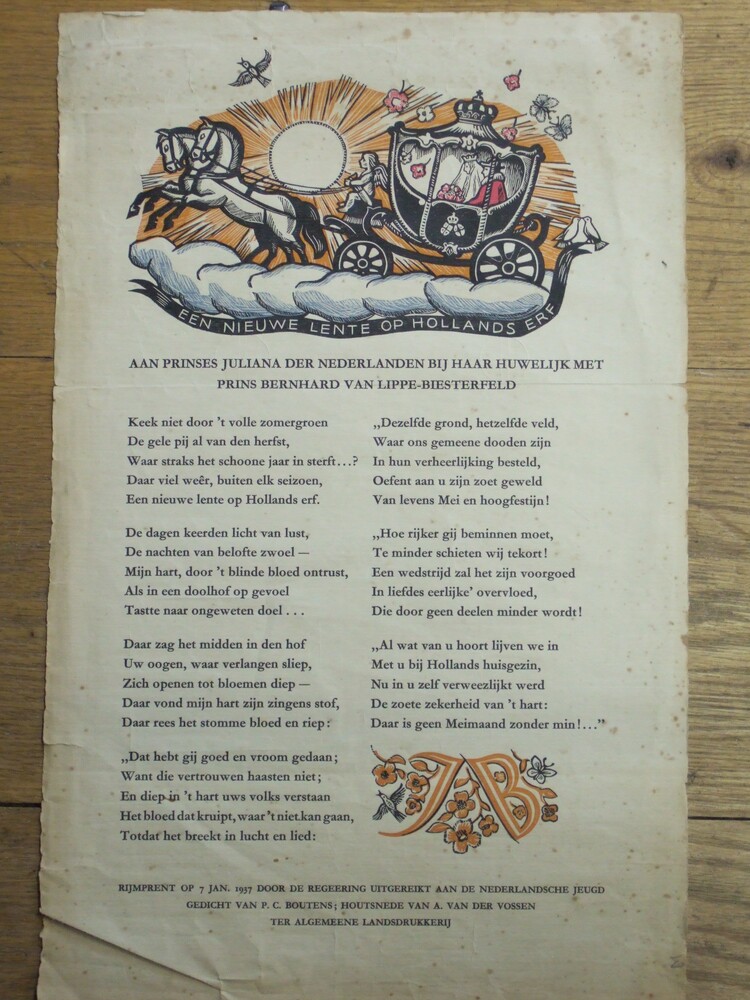 EEN NIEUWE LENTE OP HOLLANDS ERF
AAN PRINSES JULIANA DER NEDERLANDEN BIJ HAAR HUWELIJK MET
PRINS BERNHARD VAN LIPPE-BIESTERFELD
Keek niet door 't volle zomergroen
De gele pij al van den herfst,
Waar straks het schoone jaar in sterft...?
Daar viel weêr, buiten elk seizoen,
Een nieuwe lente op Hollands erf.
De dagen keerden licht van lust,
De nachten van belofte zwoel —
Mijn hart, door 't blinde bloed ontrust,
Als in een doolhof op gevoel
Tastte naar ongeweten doel ...
Daar zag het midden in den hof
Uw oogen, waar verlangen sliep,
Zich openen tot bloemen diep —
Daar vond mijn hart zijn zingens stof,
Daar rees het stomme bloed en riep:
„Dat hebt gij goed en vroom gedaan;
Want die vertrouwen haasten niet;
En diep in 't hart uws volks verstaan
Het bloed dat kruipt, waar 't niet kan gaan,
Totdat het breekt in lucht en lied:
„Dezelfde grond, hetzelfde veld,
Waar ons gemeene dooden zijn
In hun verheerlijking besteld,
Oefent aan u zijn zoet geweld
Van levens Mei en hoogfestijn!
„Hoe rijker gij beminnen moet,
Te minder schieten wij tekort!
Een wedstrijd zal het zijn voorgoed
In liefdes eerlijke' overvloed,
Die door geen deelen minder wordt!
„Al wat van u hoort lijven we in
Met u bij Hollands huisgezin,
Nu in u zelf verweezlijkt werd
De zoete zekerheid van 't hart:
Daar is geen Meimaand zonder min!..."
JB
RIJMPRENT OP 7 JAN. 1937 DOOR DE REGEERING UITGEREIKT AAN DE NEDERLANDSCHE JEUGD
GEDICHT VAN P. C. BOUTENS; HOUTSNEDE VAN A. VAN DER VOSSEN
TER ALGEMEENE LANDSDRUKKERIJ